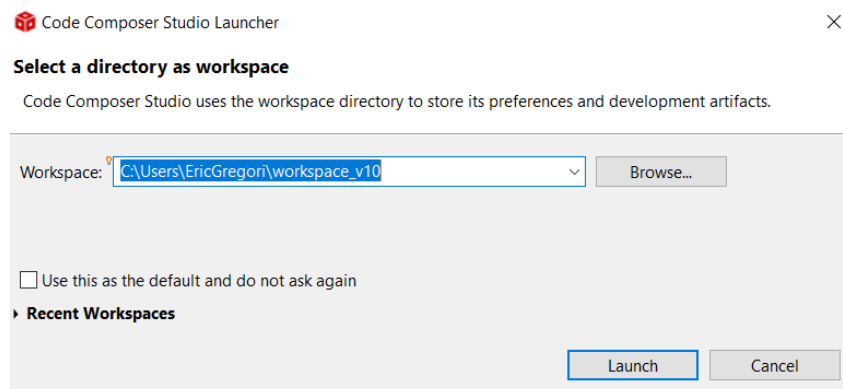 Code Composer Studio Launcher
Select a directory as workspace
Code Composer Studio uses the workspace directory to store its preferences and development artifacts.
Workspace: C:\Users\EricGregori\workspace_v10 Browse...
Use this as the default and do not ask again
Recent Workspaces
Launch Cancel